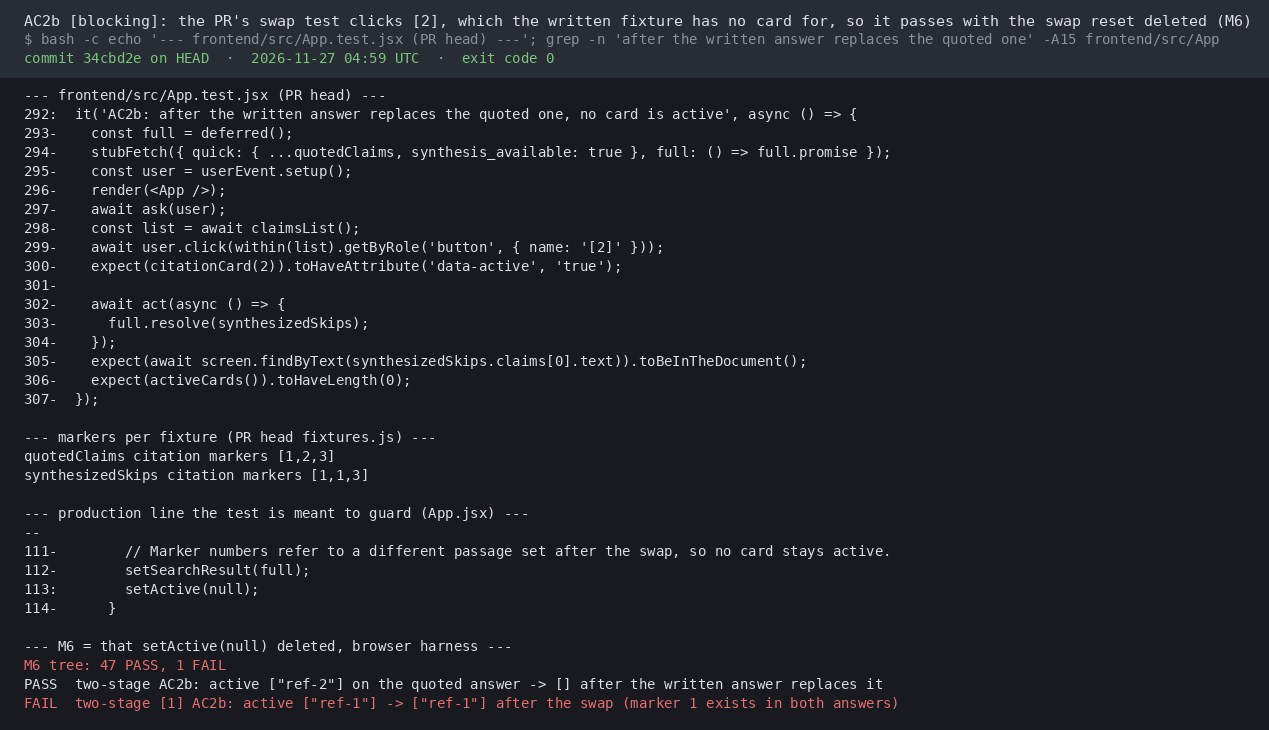 AC2b [blocking]: the PR's swap test clicks [2], which the written fixture has no card for, so it passes with the swap reset deleted (M6)
$ bash -c echo '--- frontend/src/App.test.jsx (PR head) ---'; grep -n 'after the written answer replaces the quoted one' -A15 frontend/src/App
commit 34cbd2e on HEAD  ·  2026-11-27 04:59 UTC  ·  exit code 0
--- frontend/src/App.test.jsx (PR head) ---
292:  it('AC2b: after the written answer replaces the quoted one, no card is active', async () => {
293-    const full = deferred();
294-    stubFetch({ quick: { ...quotedClaims, synthesis_available: true }, full: () => full.promise });
295-    const user = userEvent.setup();
296-    render(<App />);
297-    await ask(user);
298-    const list = await claimsList();
299-    await user.click(within(list).getByRole('button', { name: '[2]' }));
300-    expect(citationCard(2)).toHaveAttribute('data-active', 'true');
301-
302-    await act(async () => {
303-      full.resolve(synthesizedSkips);
304-    });
305-    expect(await screen.findByText(synthesizedSkips.claims[0].text)).toBeInTheDocument();
306-    expect(activeCards()).toHaveLength(0);
307-  });
--- markers per fixture (PR head fixtures.js) ---
quotedClaims citation markers [1,2,3]
synthesizedSkips citation markers [1,1,3]
--- production line the test is meant to guard (App.jsx) ---
--
111-        // Marker numbers refer to a different passage set after the swap, so no card stays active.
112-        setSearchResult(full);
113:        setActive(null);
114-      }
--- M6 = that setActive(null) deleted, browser harness ---
M6 tree: 47 PASS, 1 FAIL
PASS  two-stage AC2b: active ["ref-2"] on the quoted answer -> [] after the written answer replaces it
FAIL  two-stage [1] AC2b: active ["ref-1"] -> ["ref-1"] after the swap (marker 1 exists in both answers)